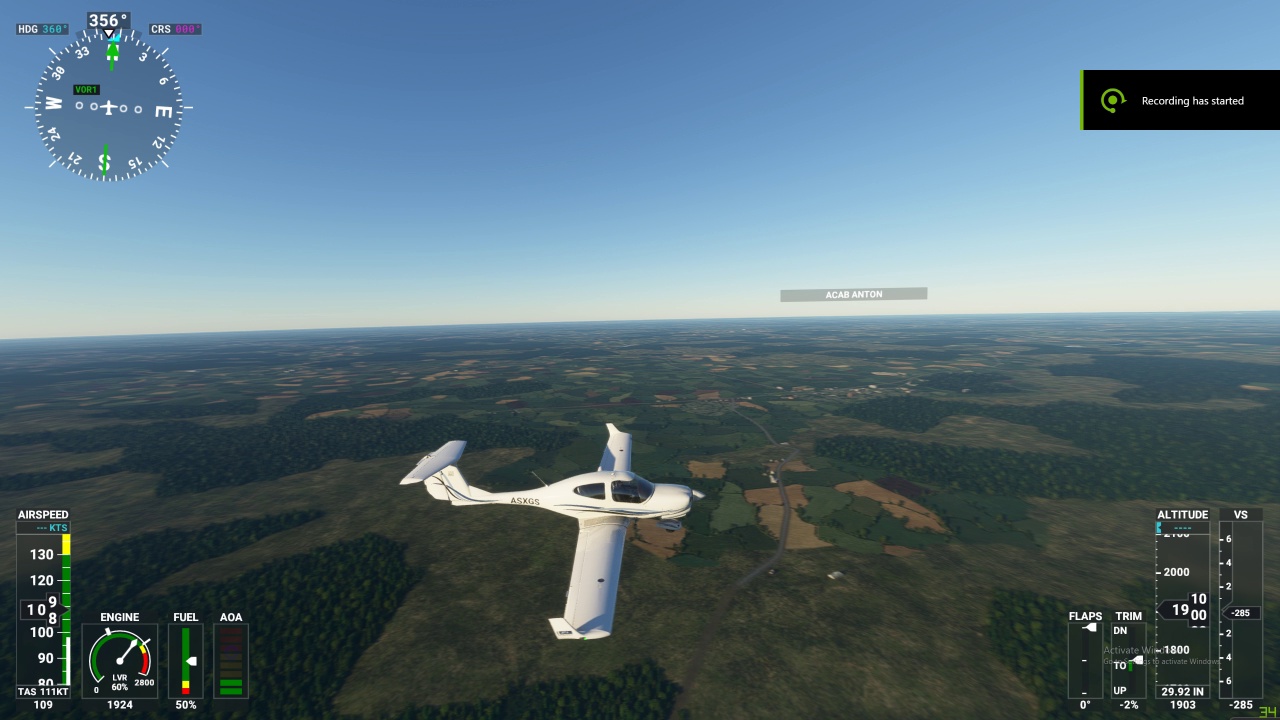 HDG 360°
356°
CRS 000°
33
3
30
6
VOR1
W
E
24
12
21
S
15
Recording has started
ACAB ANTON
ASXGS
AIRSPEED
--- KTS
130
120
10 9
8
100
90
80
TAS 111KT
109
ENGINE
LVR
60%
0
2800
1924
FUEL
50%
AOA
FLAPS
0°
TRIM
DN
TO
UP
-2%
ALTITUDE
----
2100
2000
19 10
00
1800
29.92 IN
1903
VS
6
4
2
-285
2
4
6
-285
Activate Windows
Go to Settings to activate Windows.
34